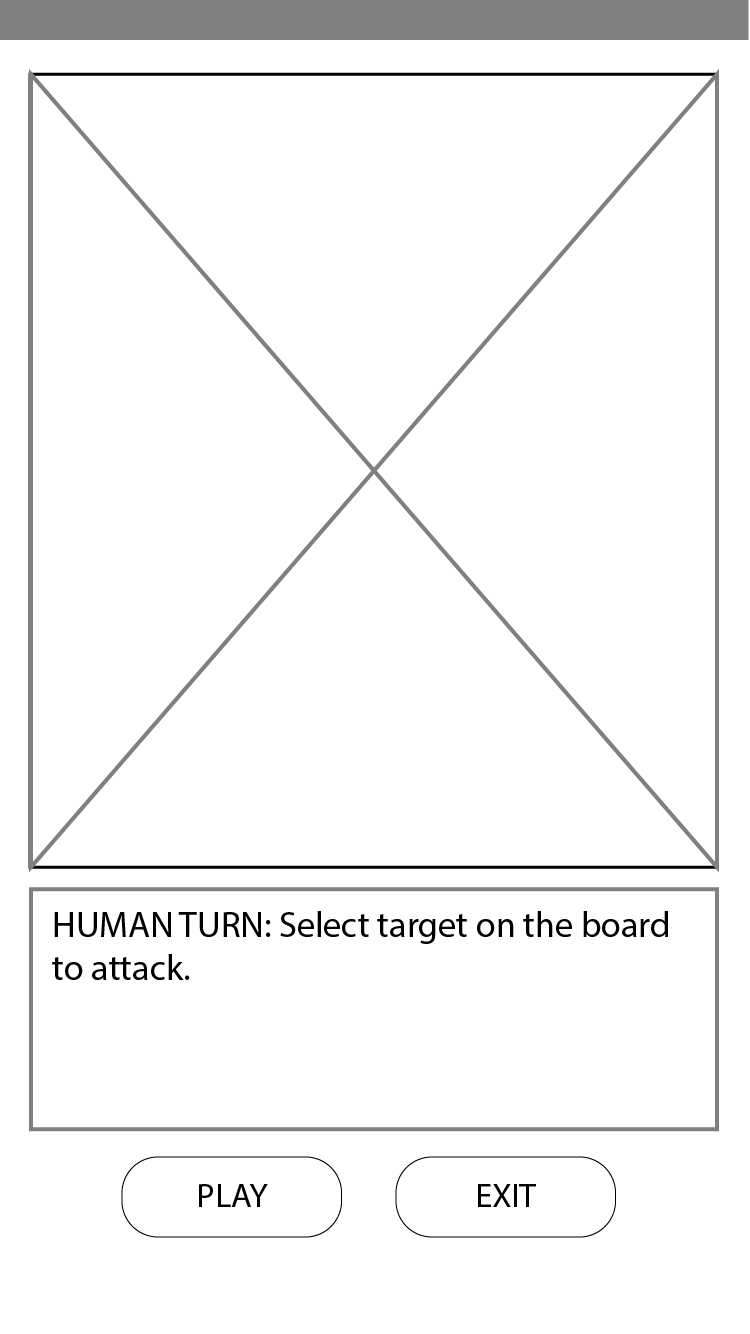 HUMAN TURN: Select target on the board
to attack.
PLAY
EXIT